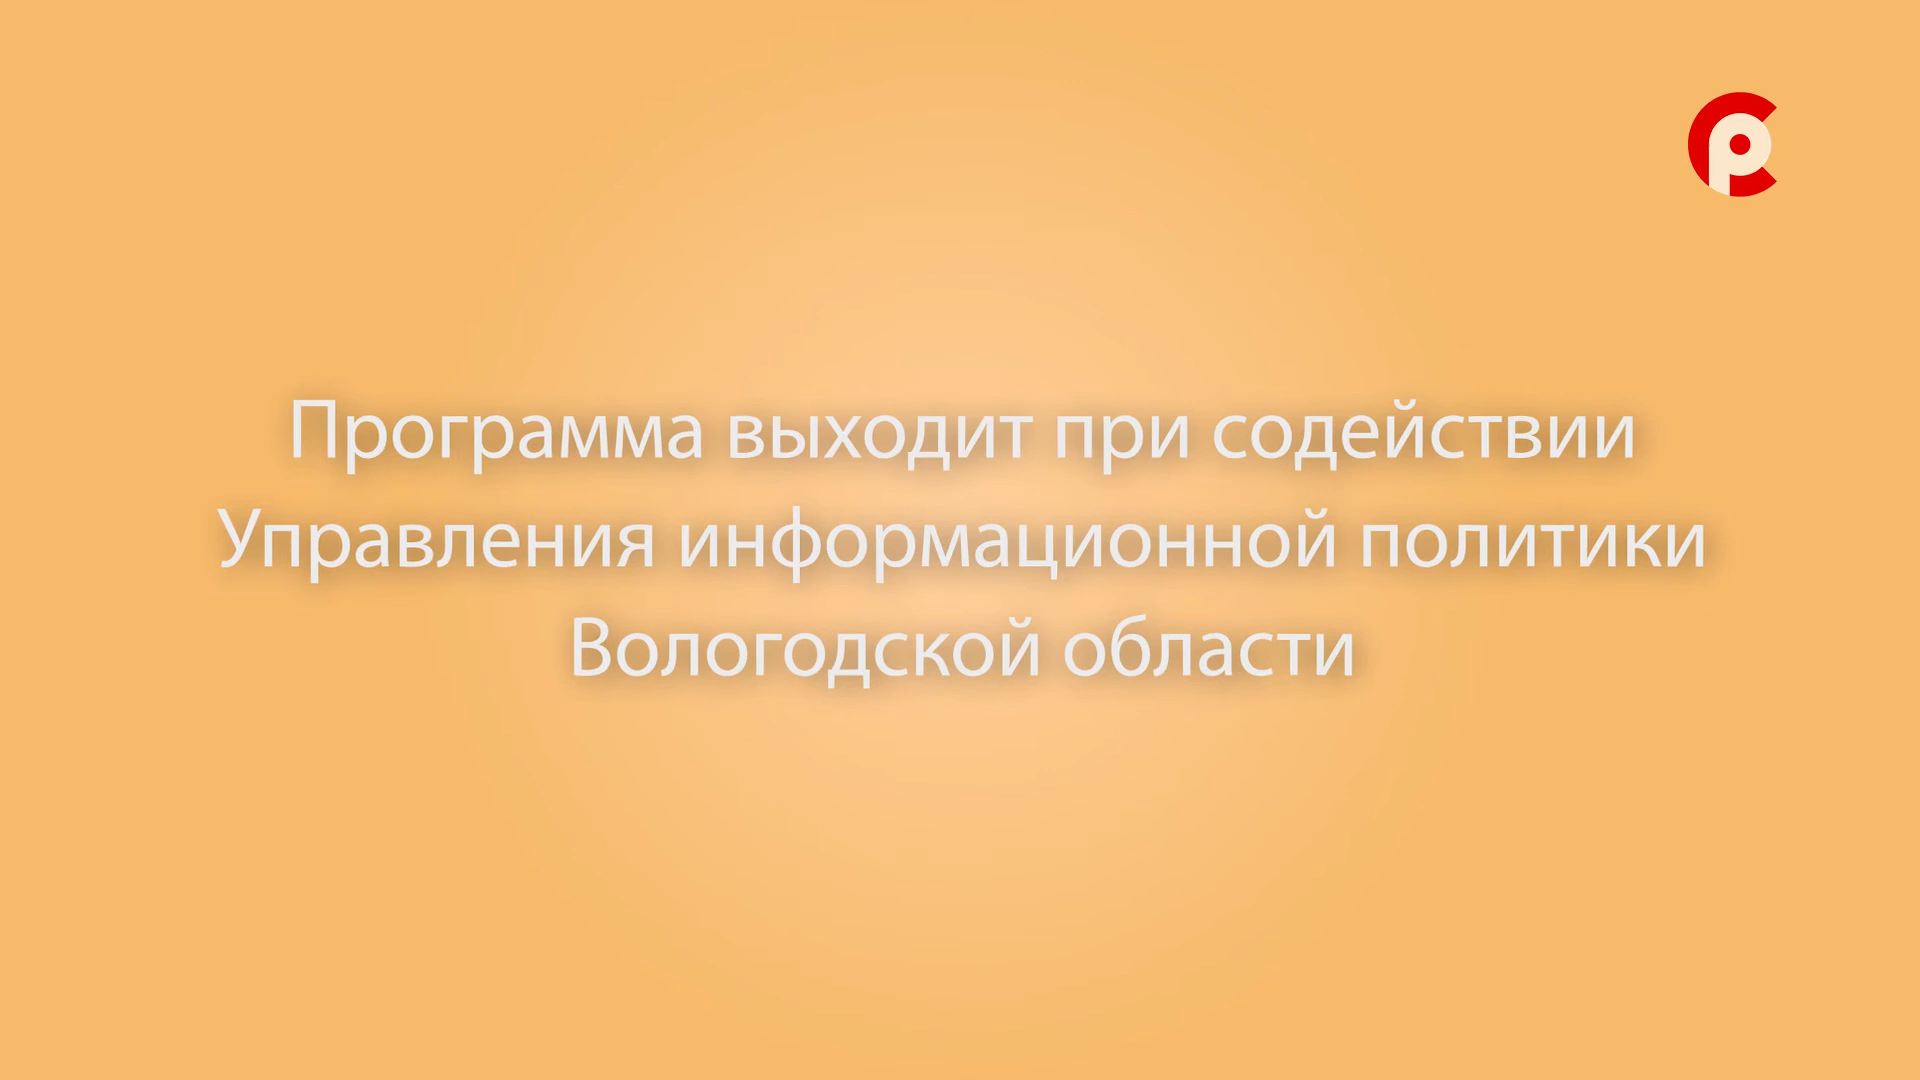 Программа выходит при содействии
Управления информационной политики
Вологодской области